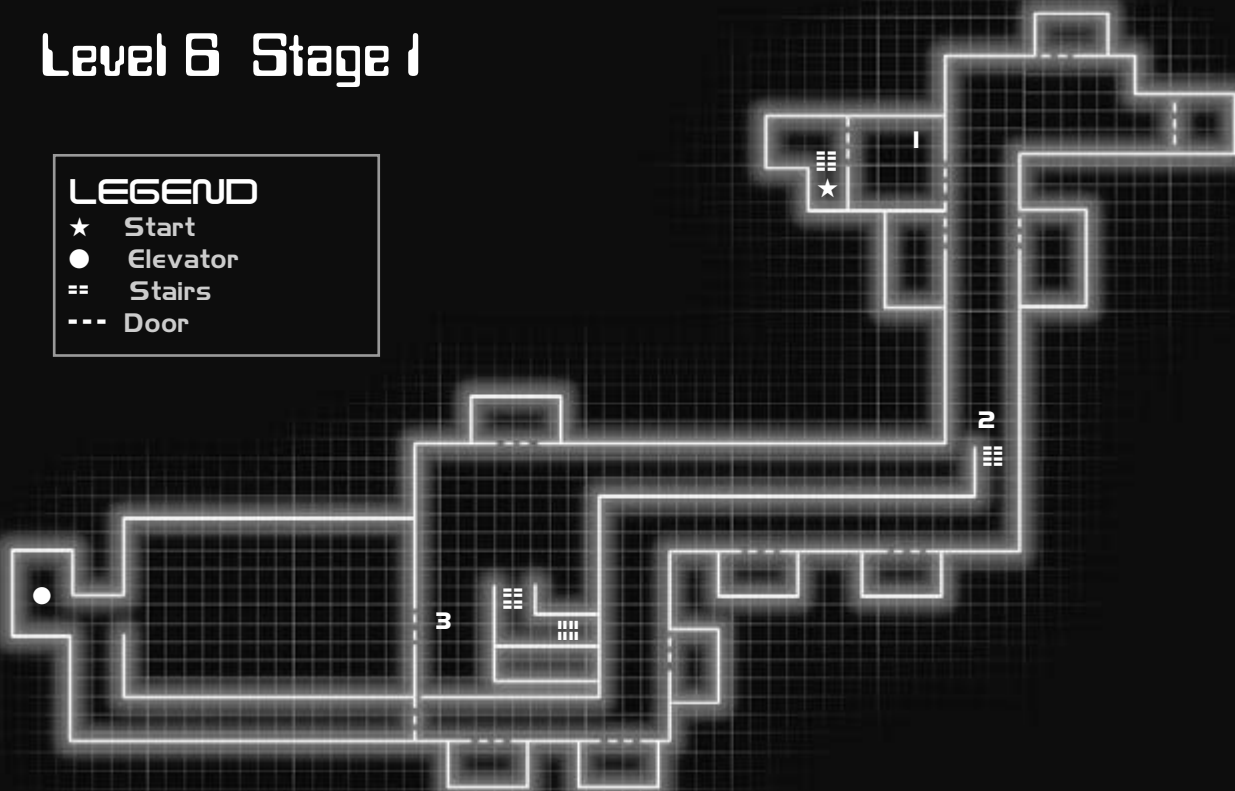 Level 6 Stage 1
LEGEND
Start
Elevator
Stairs
Door
1
2
3